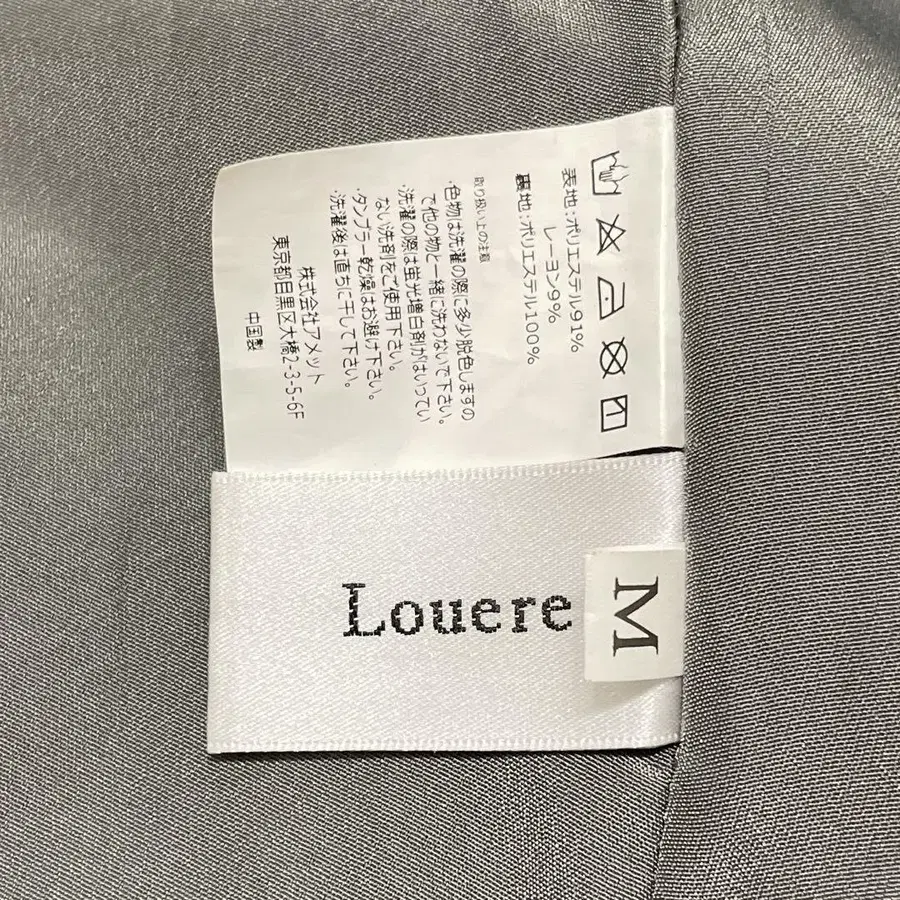 表地:ポリエステル91%
レーヨン9%
裏地:ポリエステル100%
取り扱い上の注意
・色物は洗濯の際に多少脱色しますの
で他の物と一緒に洗わないで下さい。
・洗濯の際は蛍光増白剤がはいってい
ない洗剤をご使用下さい。
・タンブラー乾燥はお避け下さい。
・洗濯後は直ちに干して下さい。
株式会社アメット
東京都目黒区大橋2-3-5-6F
中国製
Louere
M